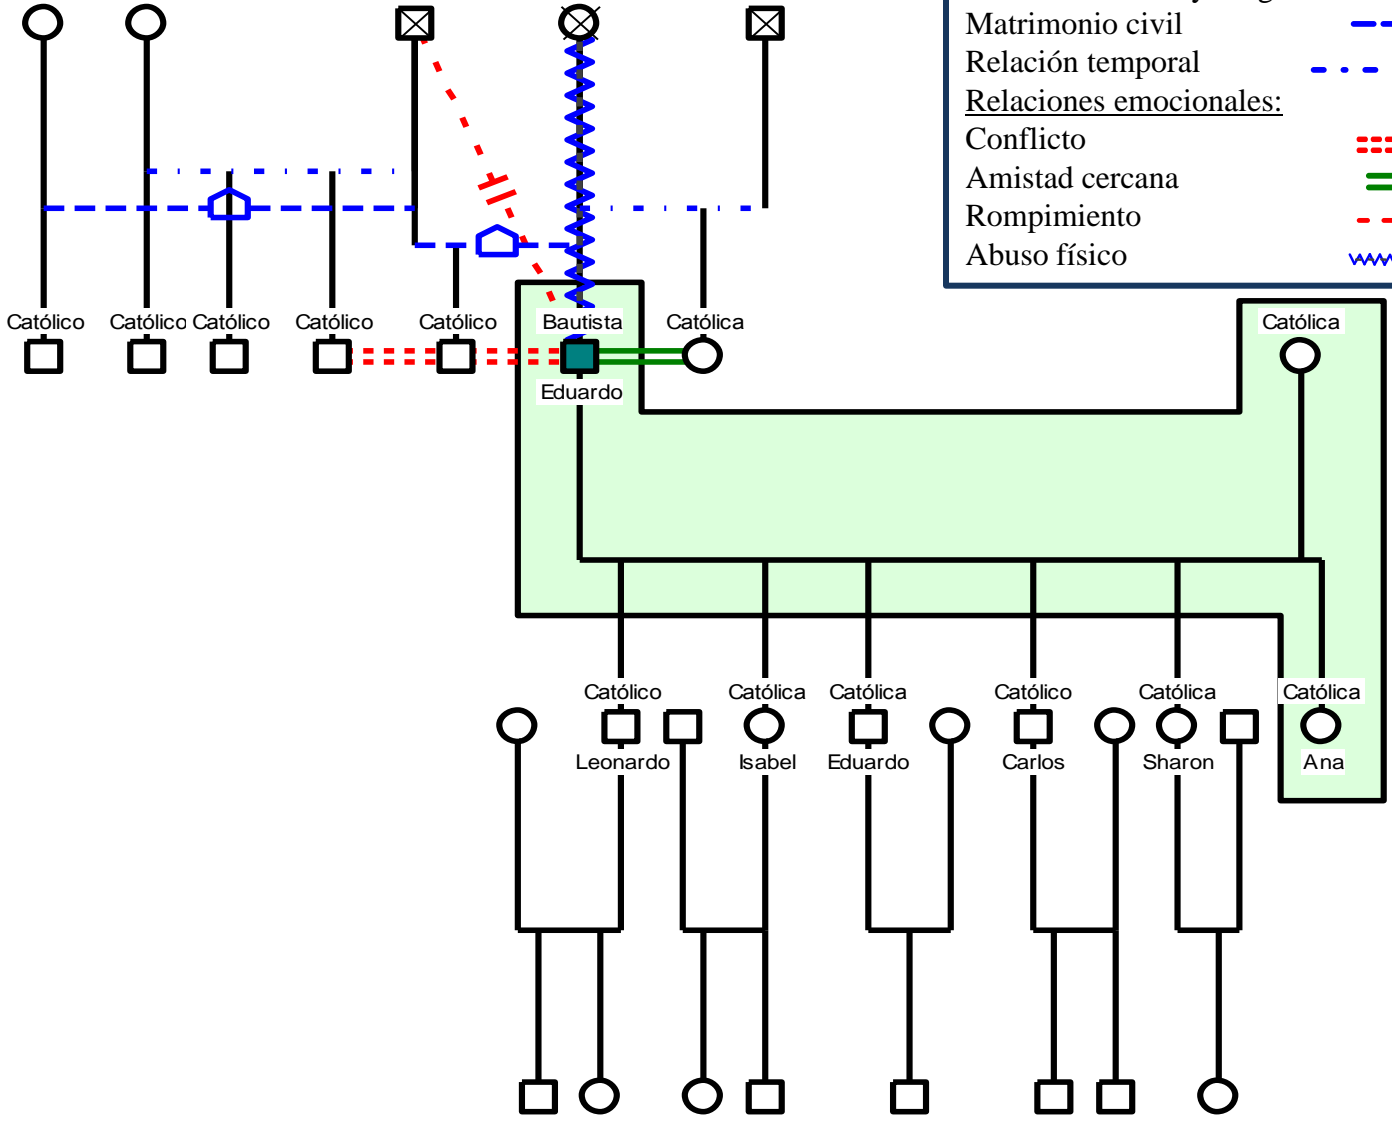 Matrimonio civil
Relación temporal
Relaciones emocionales:
Conflicto
Amistad cercana
Rompimiento
Abuso físico
Católico Católico Católico Católico Católico Bautista Católica Católica
Eduardo
Católico Católica Católica Católico Católica Católica
Leonardo Isabel Eduardo Carlos Sharon Ana